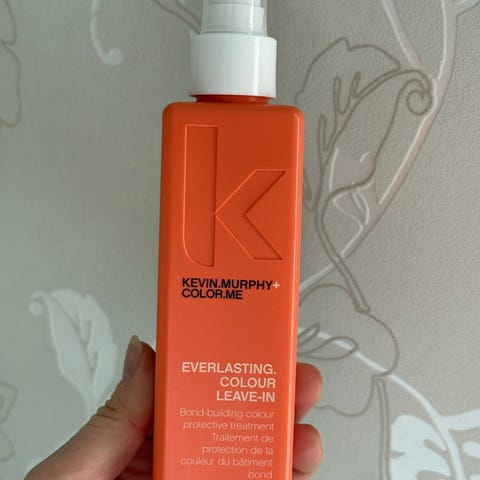 KEVIN.MURPHY+
COLOR.ME
EVERLASTING.
COLOUR
LEAVE-IN
Bond-building colour
protective treatment
Traitement de
protection de la
couleur du bâtiment
bond